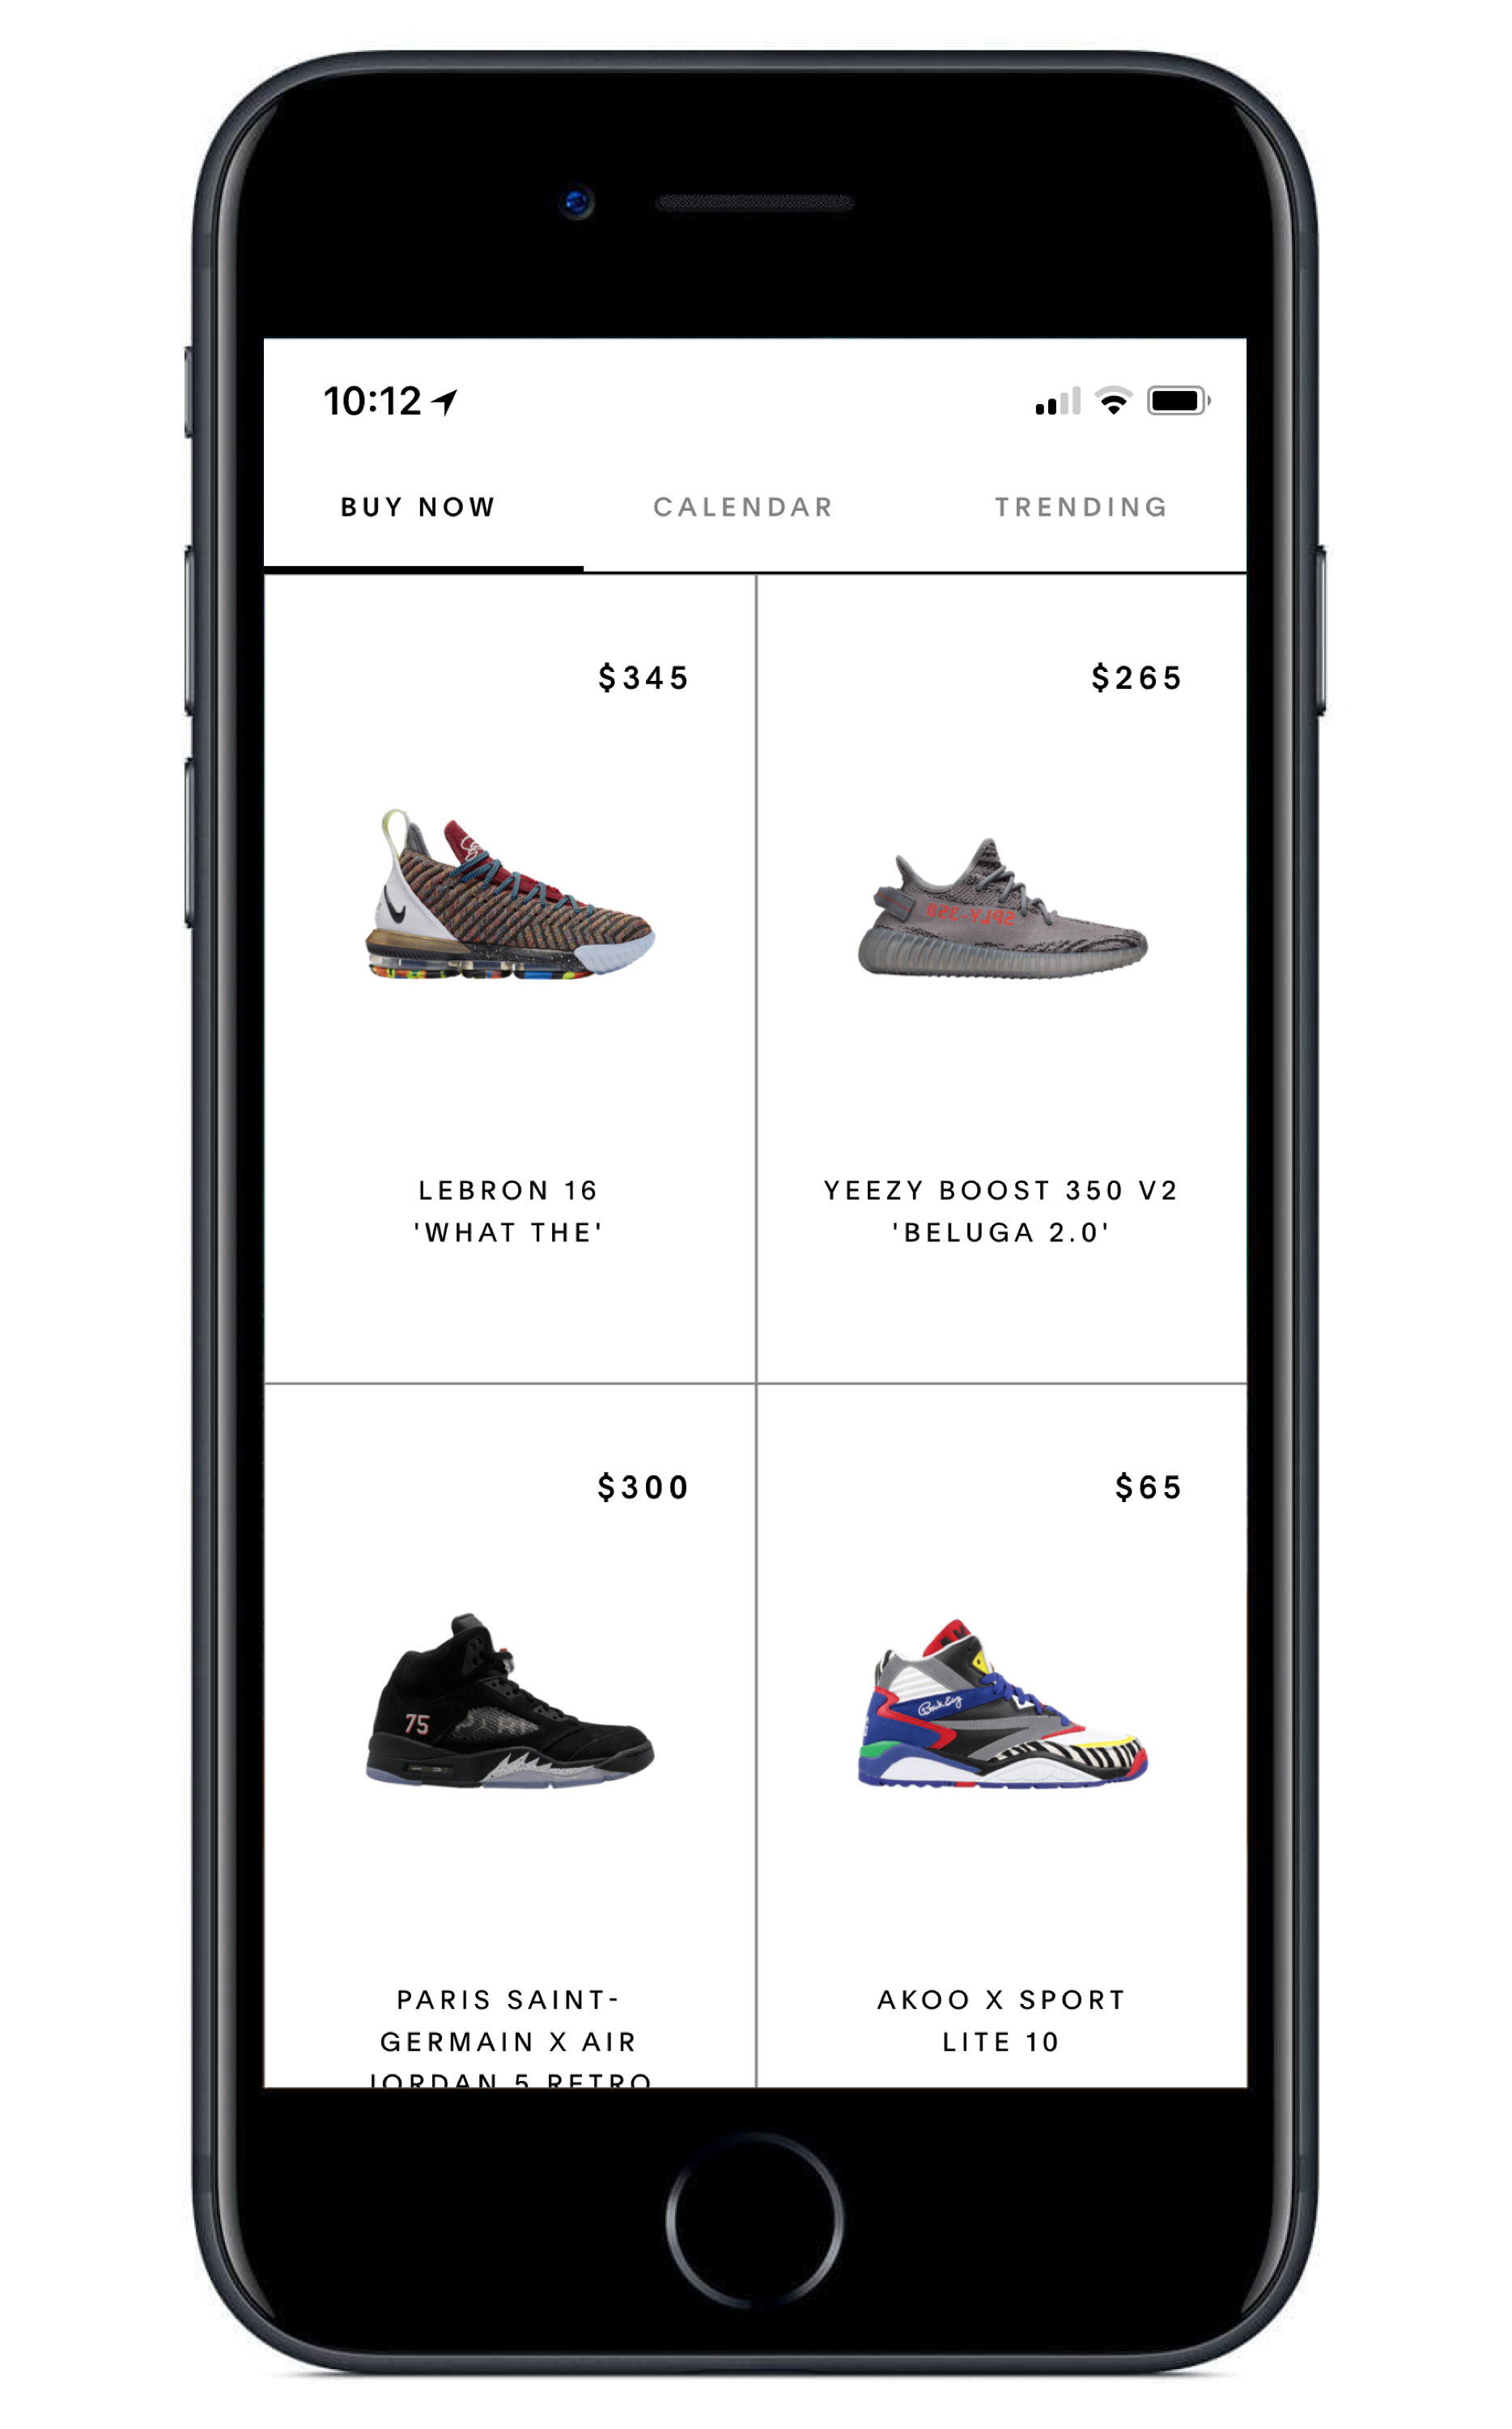 10:12
BUY NOW CALENDAR TRENDING
$345
$265
SPLY-350
LEBRON 16
'WHAT THE'
YEEZY BOOST 350 V2
'BELUGA 2.0'
$300
$65
75
PARIS SAINT-
GERMAIN X AIR
JORDAN 5 RETRO
AKOO X SPORT
LITE 10